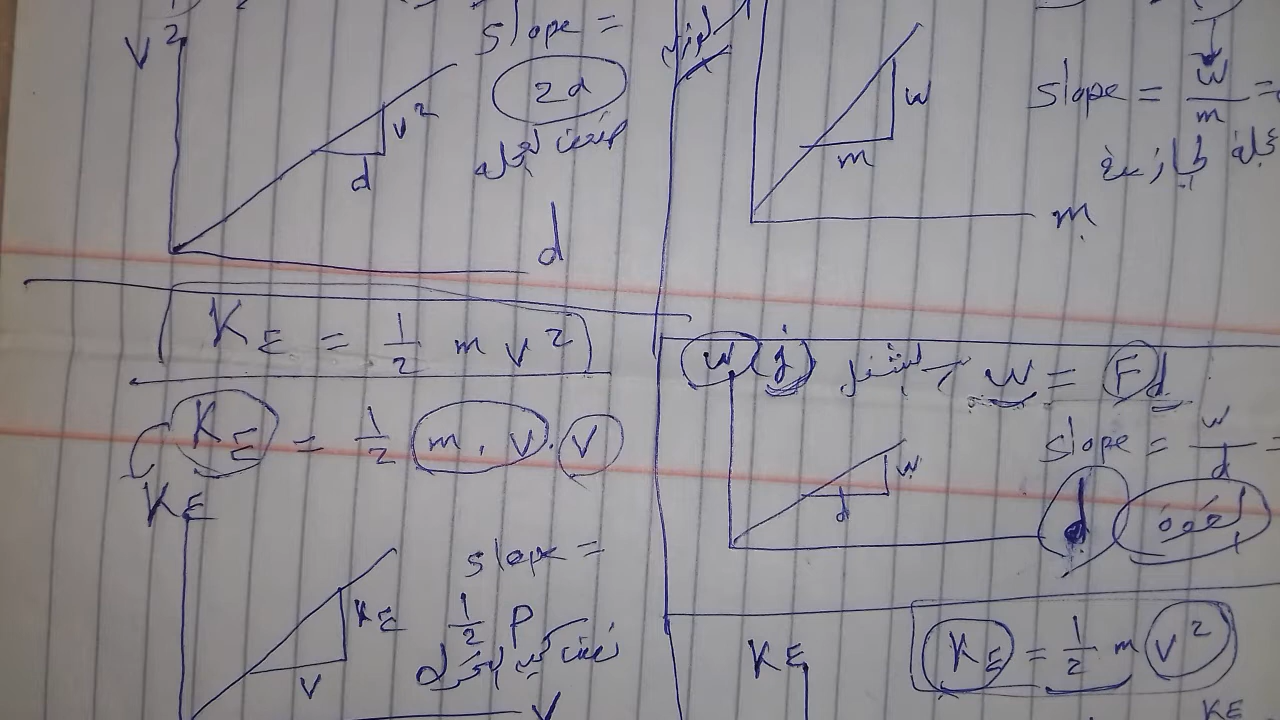 V²
slope =
2d
ضعف العجلة
V²
d
d
KE = 1/2 m V²
KE = 1/2 m . V . V
KE
slope =
1/2 P
نصف كمية التحرك
KE
V
V
W
m
m
slope = W/m =
عجلة الجاذبية
W (J) الشغل
W = Fd
slope = W/d =
W
d
d
القوة
KE = 1/2 m V²
KE
KE